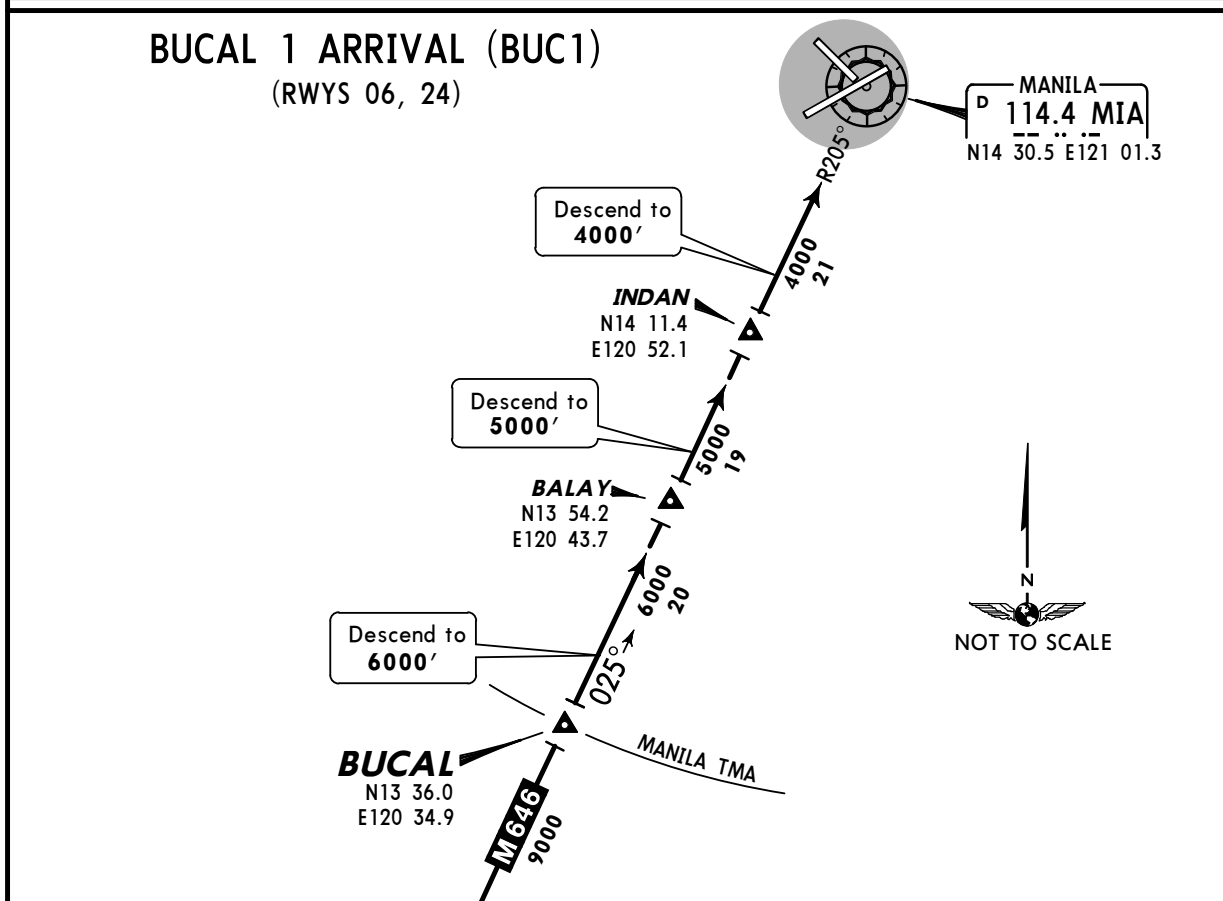 BUCAL 1 ARRIVAL (BUC1)
(RWYS 06, 24)
MANILA
D 114.4 MIA
N14 30.5 E121 01.3
R205°
Descend to
4000′
4000
21
INDAN
N14 11.4
E120 52.1
Descend to
5000′
5000
19
BALAY
N13 54.2
E120 43.7
6000
20
N
NOT TO SCALE
Descend to
6000′
025°
BUCAL
N13 36.0
E120 34.9
MANILA TMA
M646
9000